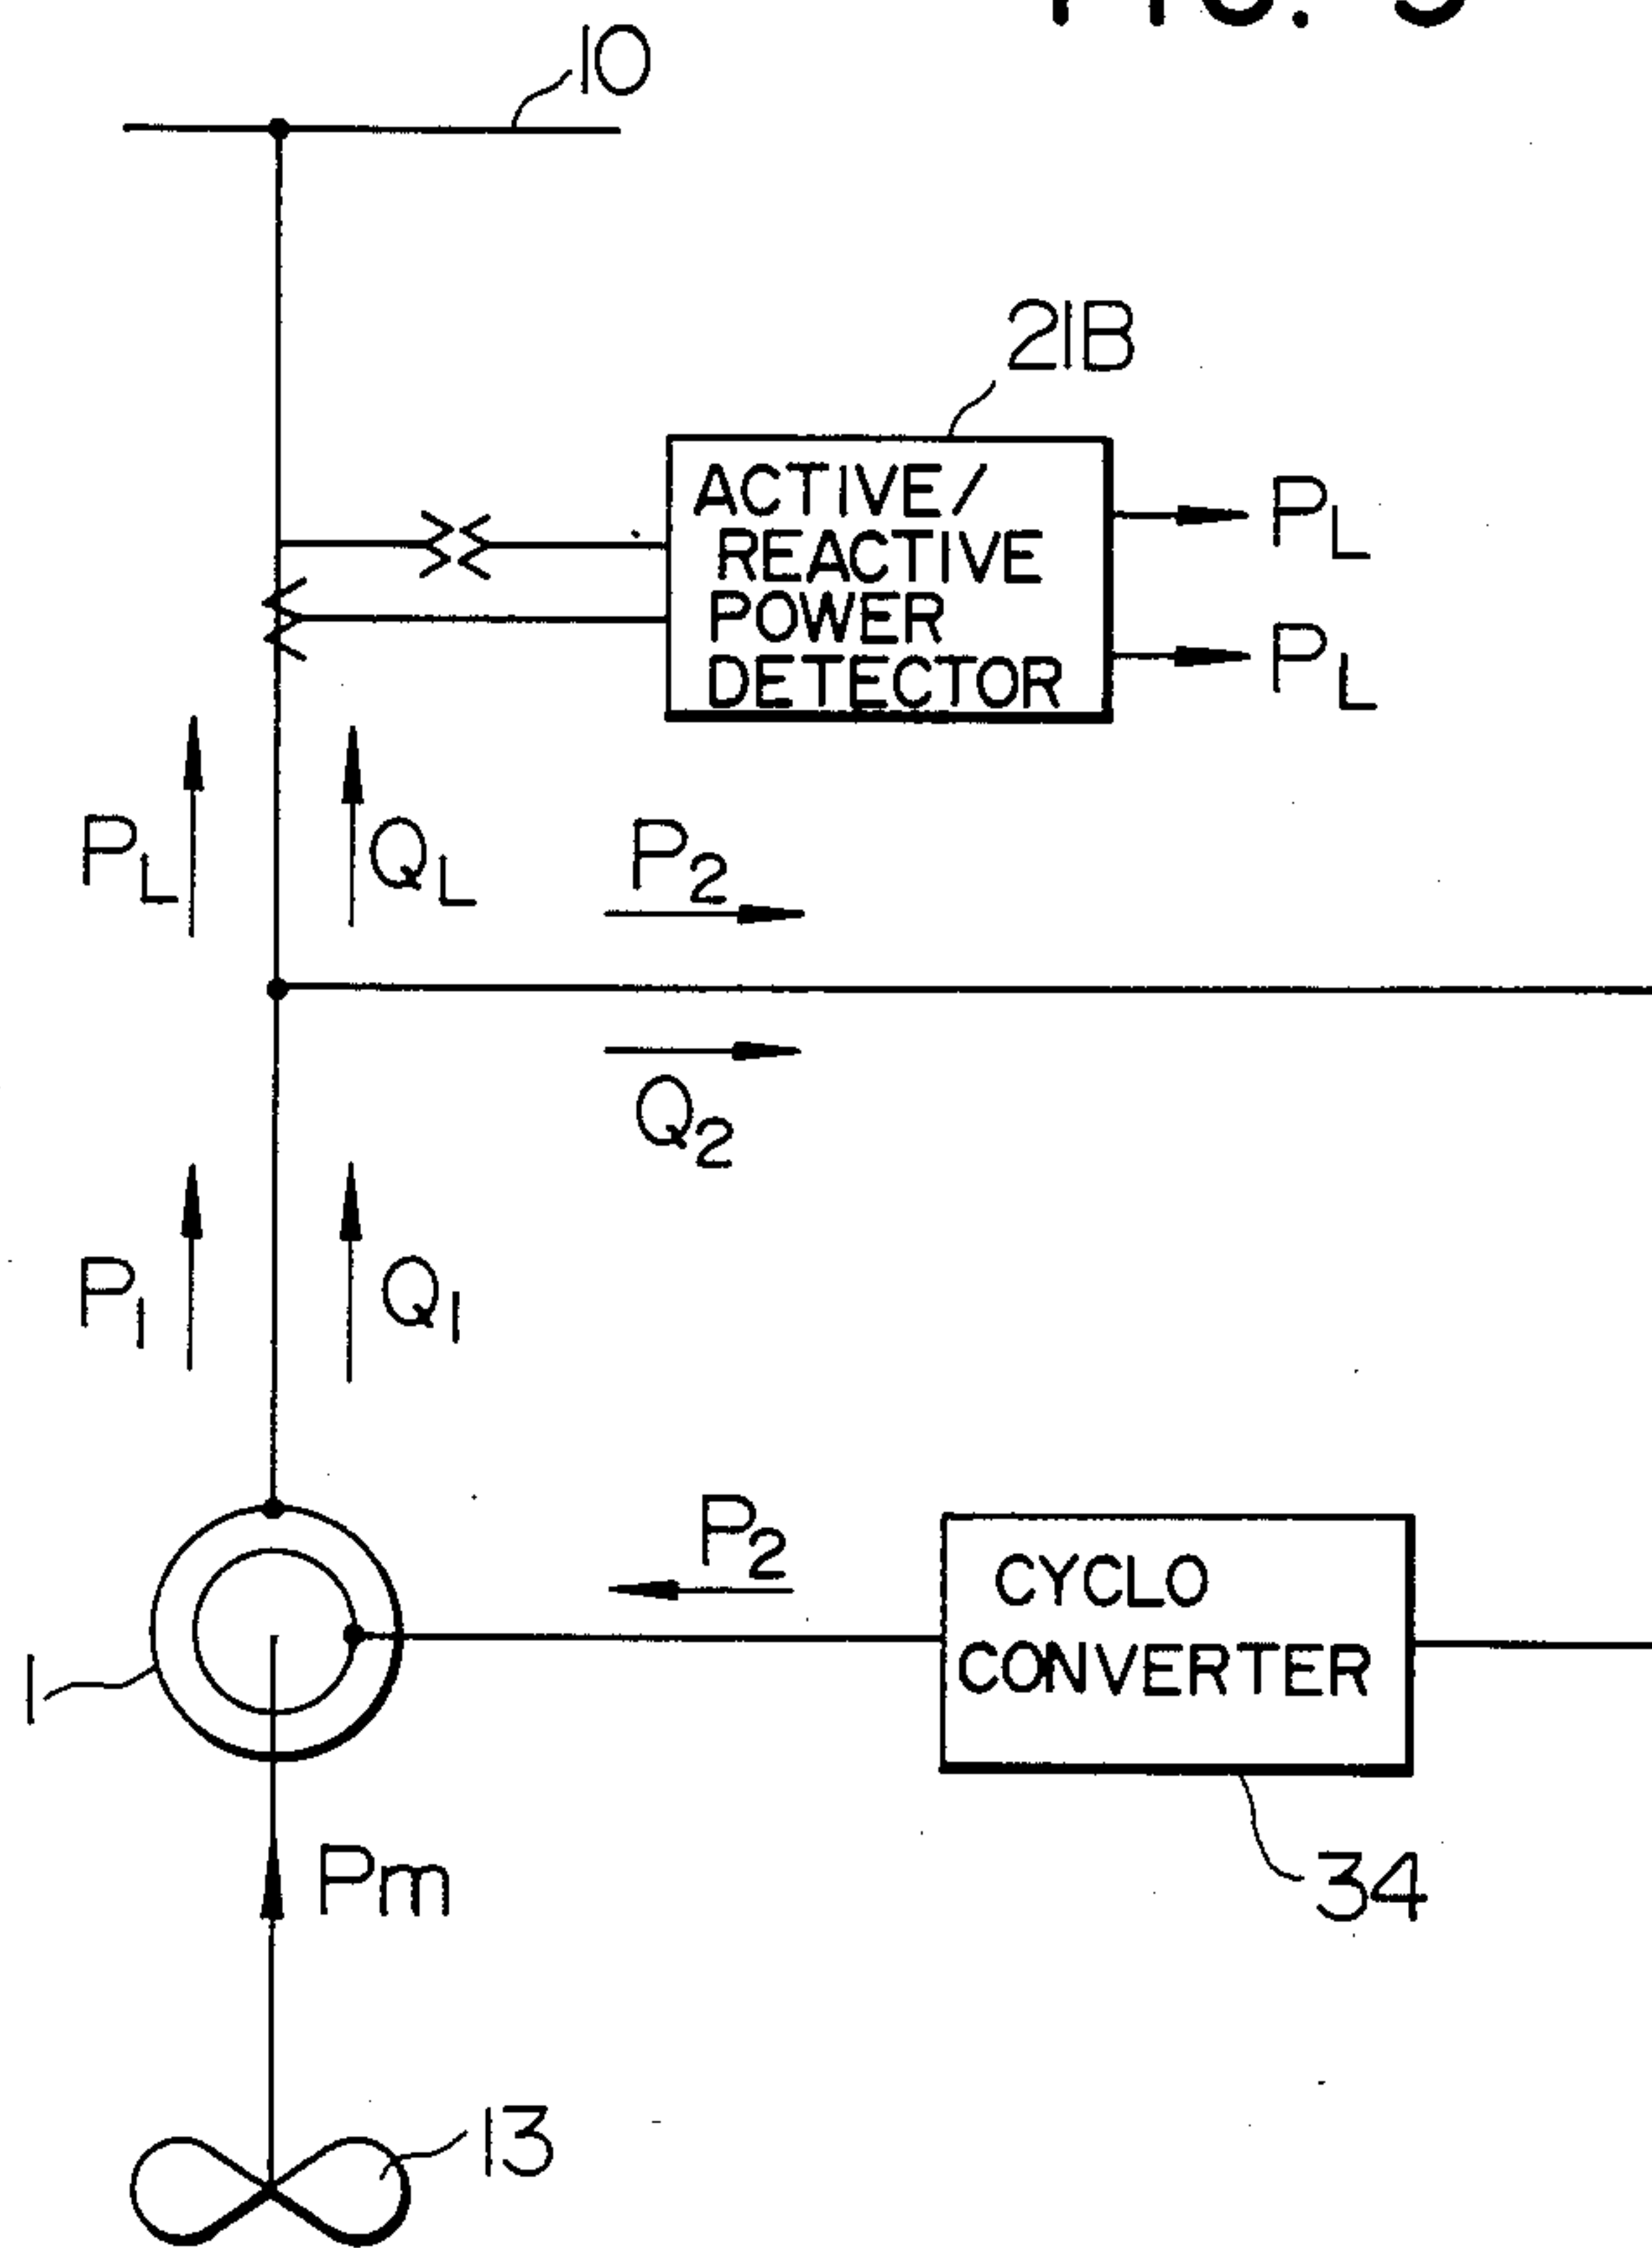 10
21B
ACTIVE/
REACTIVE
POWER
DETECTOR
PL
PL
PL
QL
P2
Q2
P1
Q1
P2
CYCLO
CONVERTER
1
Pm
34
13